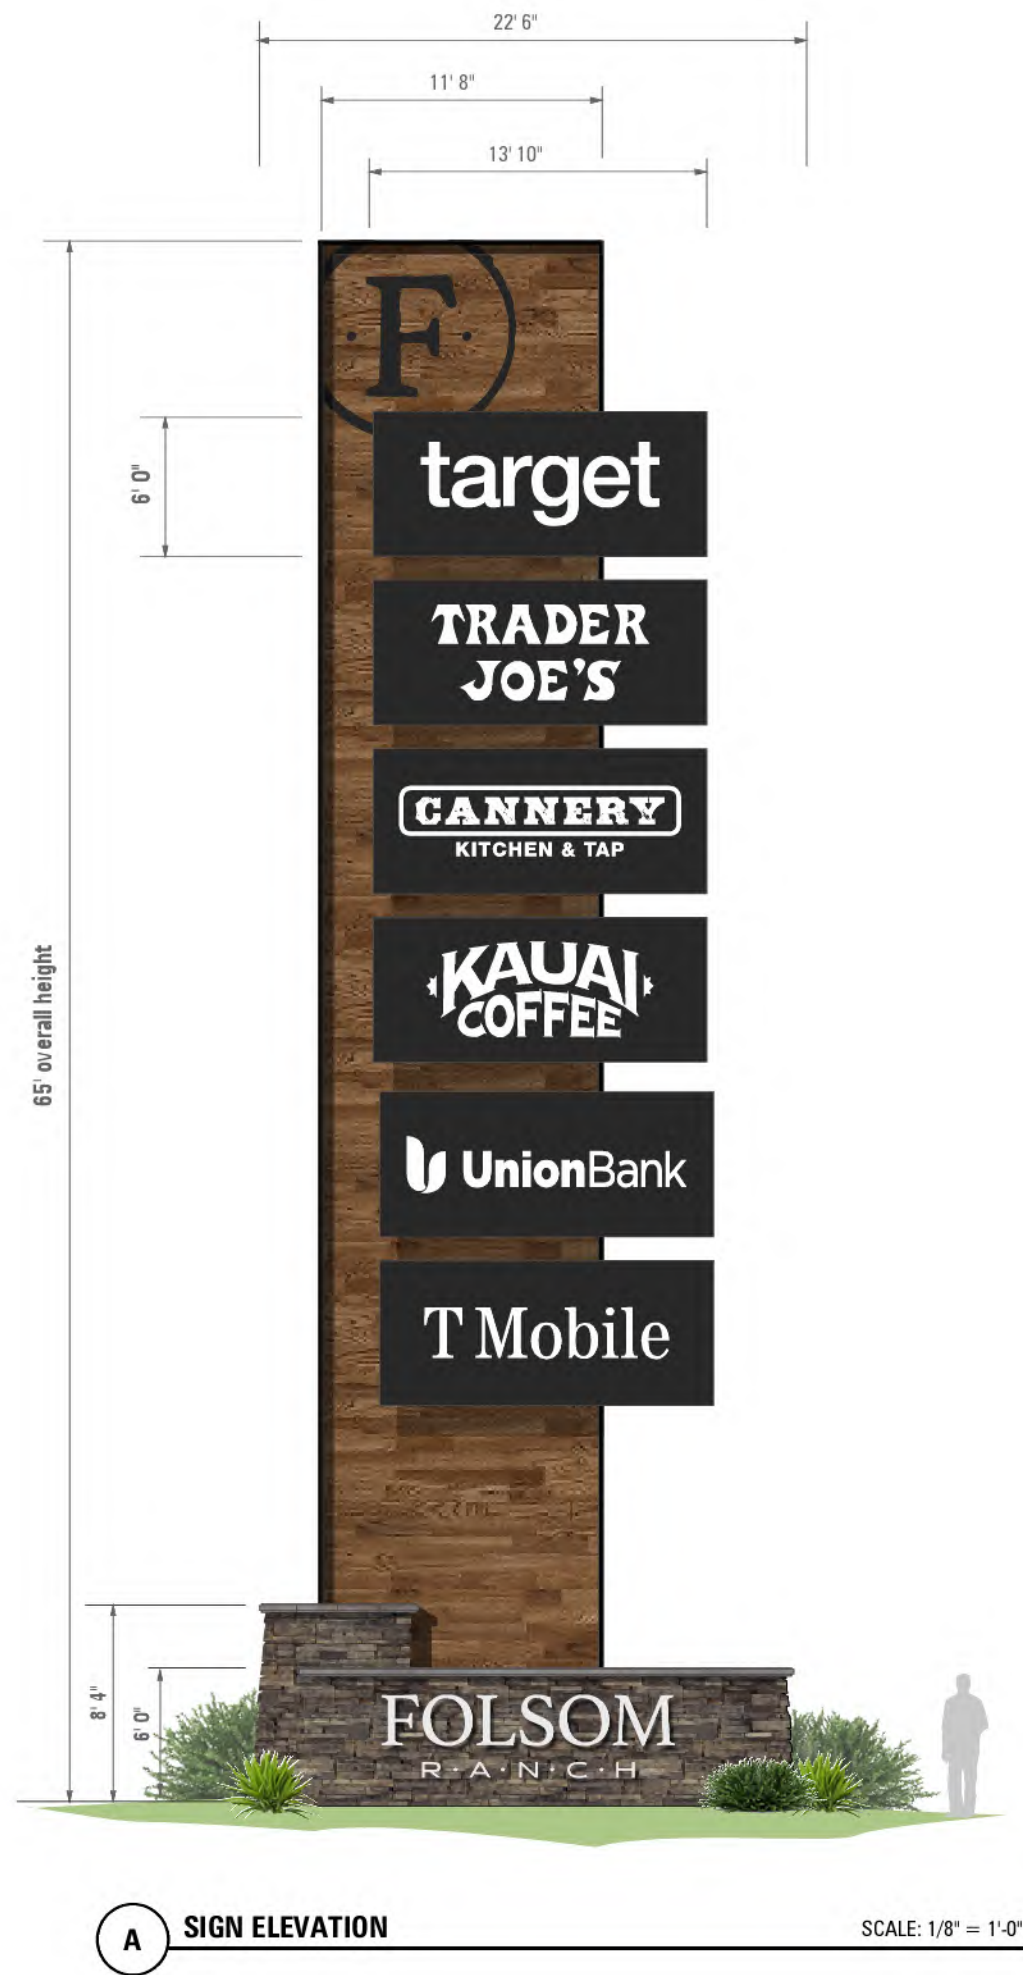 22' 6"
11' 8"
13' 10"
F
6' 0"
target
TRADER
JOE'S
CANNERY
KITCHEN & TAP
KAUAI
COFFEE
65' overall height
UnionBank
T Mobile
8' 4"
6' 0"
FOLSOM
R·A·N·C·H
A
SIGN ELEVATION
SCALE: 1/8" = 1'-0"